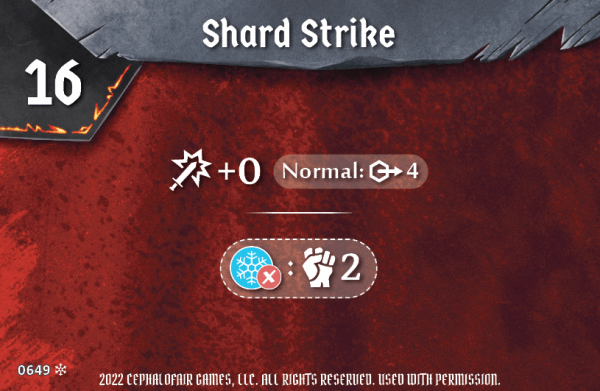 Shard Strike
16
+0 Normal: 4
: 2
0649
2022 CEPHALOFAIR GAMES, LLC. ALL RIGHTS RESERVED. USED WITH PERMISSION.